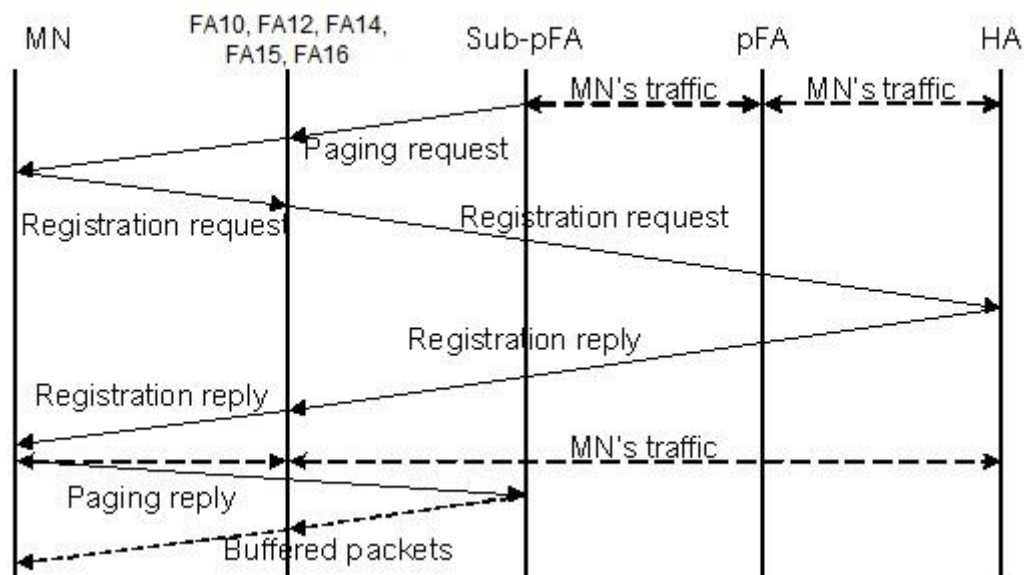 MN
FA10, FA12, FA14,
FA15, FA16
Sub-pFA
pFA
HA
MN's traffic
MN's traffic
Paging request
Registration request
Registration request
Registration reply
Registration reply
MN's traffic
Paging reply
Buffered packets